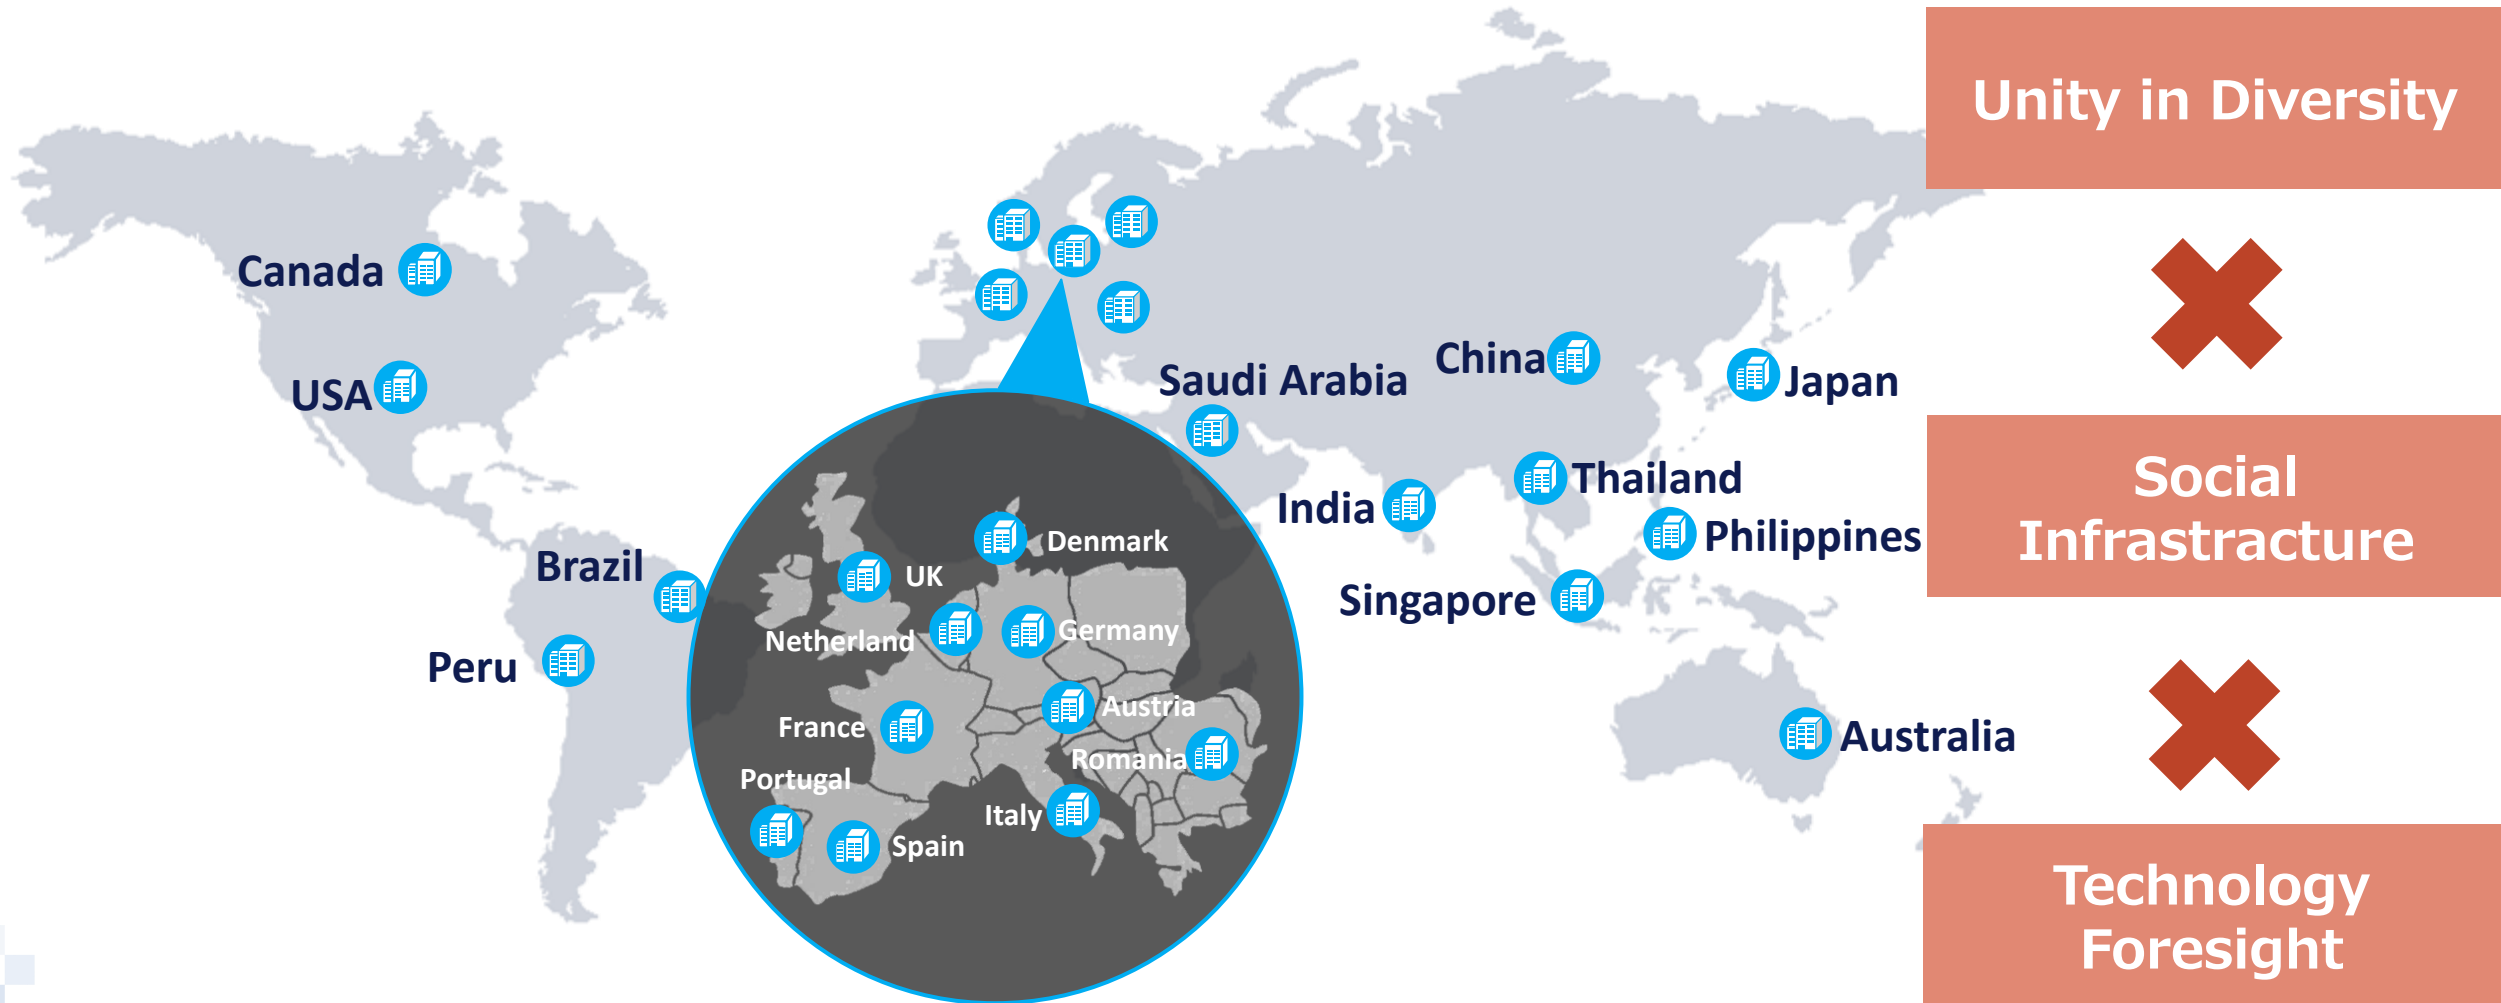 Unity in Diversity
Canada
USA
Brazil
Peru
Saudi Arabia
China
Japan
India
Thailand
Philippines
Singapore
Australia
Denmark
UK
Netherland
Germany
France
Austria
Romania
Portugal
Italy
Spain
Social
Infrastracture
Technology
Foresight